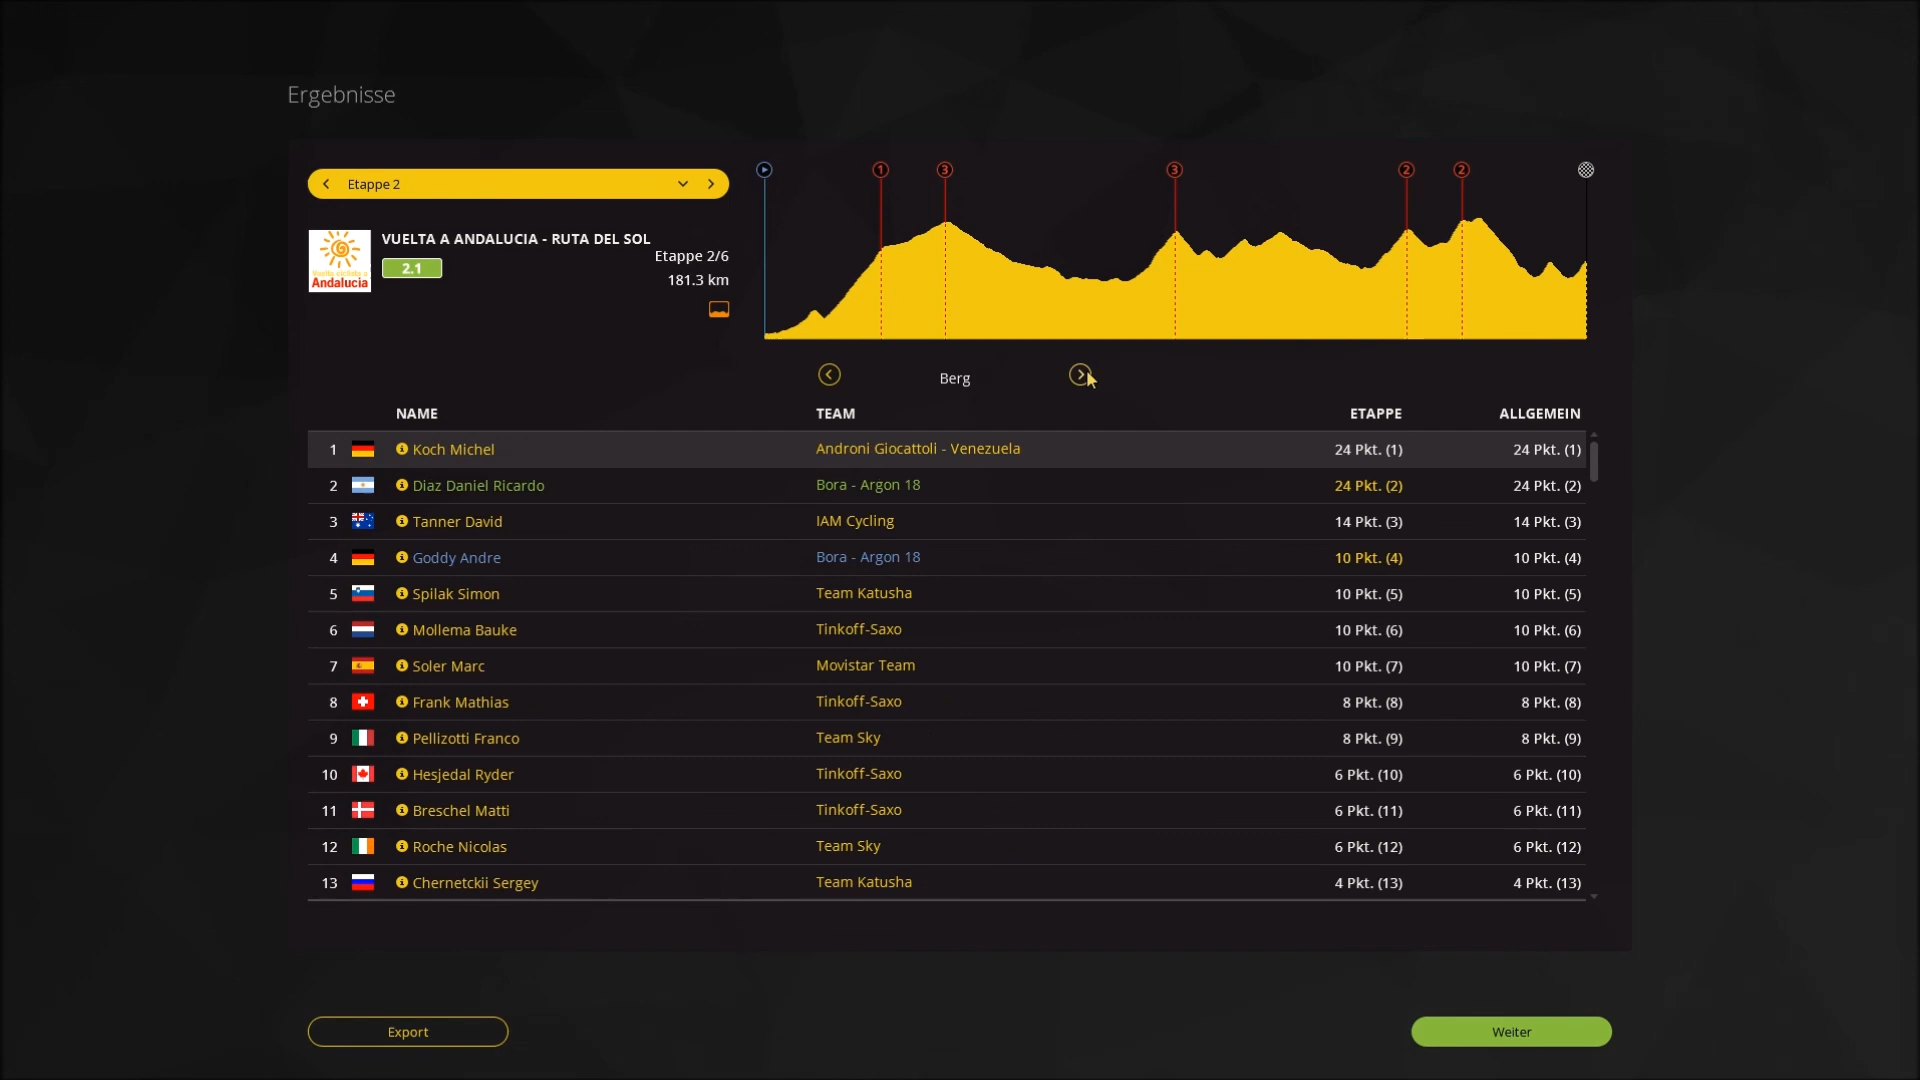 Ergebnisse
Etappe 2
1 3 3 2 2
VUELTA A ANDALUCIA - RUTA DEL SOL
2.1
Etappe 2/6
181.3 km
Andalucia
Berg
NAME TEAM ETAPPE ALLGEMEIN
1 Koch Michel Androni Giocattoli - Venezuela 24 Pkt. (1) 24 Pkt. (1)
2 Diaz Daniel Ricardo Bora - Argon 18 24 Pkt. (2) 24 Pkt. (2)
3 Tanner David IAM Cycling 14 Pkt. (3) 14 Pkt. (3)
4 Goddy Andre Bora - Argon 18 10 Pkt. (4) 10 Pkt. (4)
5 Spilak Simon Team Katusha 10 Pkt. (5) 10 Pkt. (5)
6 Mollema Bauke Tinkoff-Saxo 10 Pkt. (6) 10 Pkt. (6)
7 Soler Marc Movistar Team 10 Pkt. (7) 10 Pkt. (7)
8 Frank Mathias Tinkoff-Saxo 8 Pkt. (8) 8 Pkt. (8)
9 Pellizotti Franco Team Sky 8 Pkt. (9) 8 Pkt. (9)
10 Hesjedal Ryder Tinkoff-Saxo 6 Pkt. (10) 6 Pkt. (10)
11 Breschel Matti Tinkoff-Saxo 6 Pkt. (11) 6 Pkt. (11)
12 Roche Nicolas Team Sky 6 Pkt. (12) 6 Pkt. (12)
13 Chernetckii Sergey Team Katusha 4 Pkt. (13) 4 Pkt. (13)
Export
Weiter